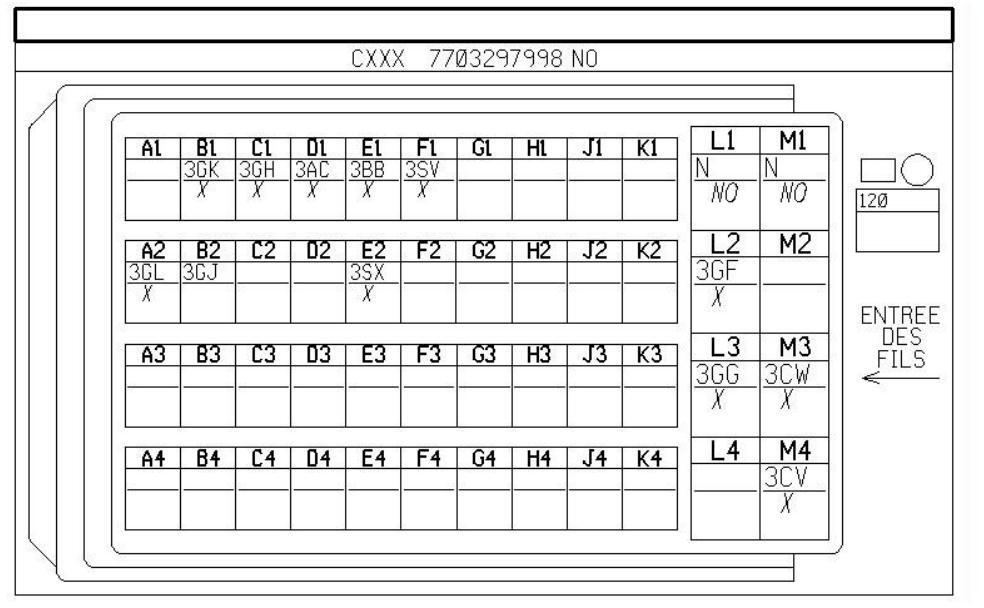 CXXX 7703297998 NO
A1 B1 C1 D1 E1 F1 G1 H1 J1 K1 L1 M1
3GK 3GH 3AC 3BB 3SV N N
X X X X X NO NO
120
A2 B2 C2 D2 E2 F2 G2 H2 J2 K2 L2 M2
3GL 3GJ 3SX 3GF
X X X
ENTREE
DES
FILS
A3 B3 C3 D3 E3 F3 G3 H3 J3 K3 L3 M3
3GG 3CW
X X
A4 B4 C4 D4 E4 F4 G4 H4 J4 K4 L4 M4
3CV
X